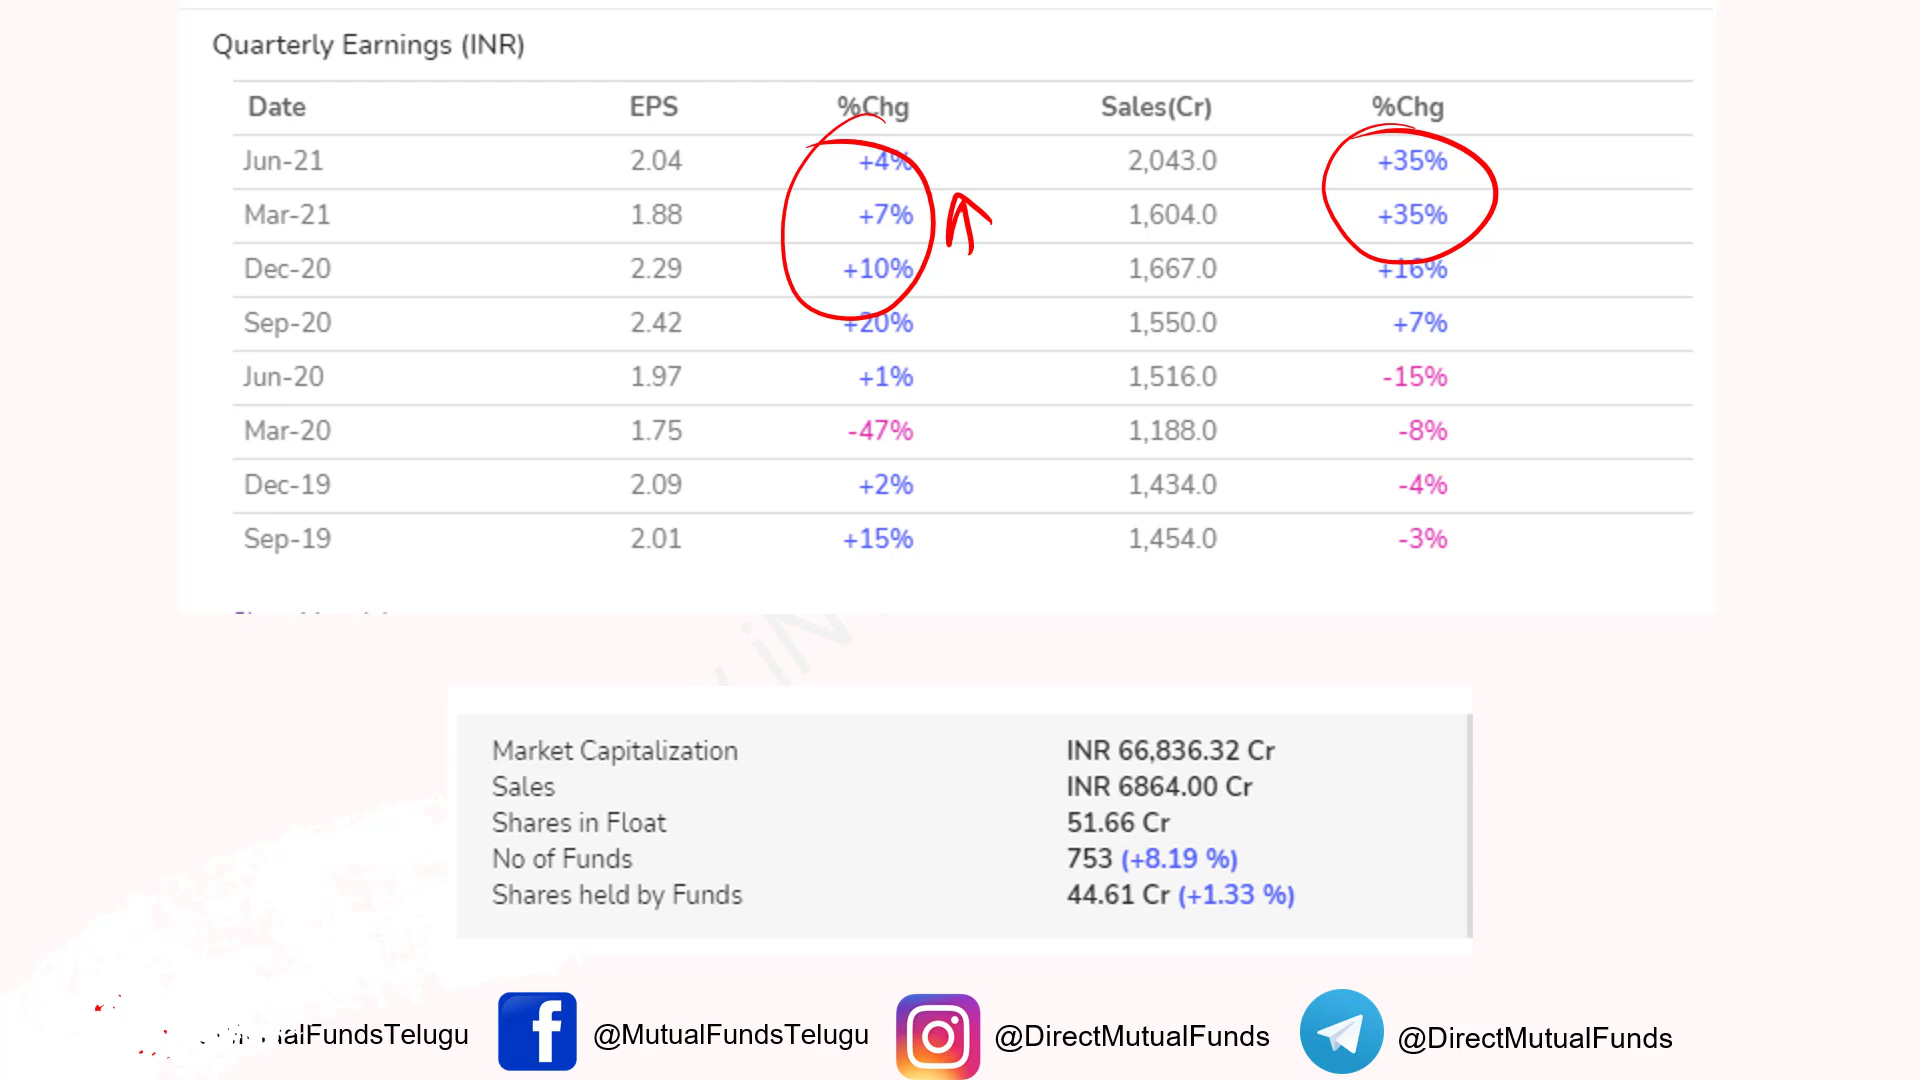 Quarterly Earnings (INR)
Date EPS %Chg Sales(Cr) %Chg
Jun-21 2.04 +4% 2,043.0 +35%
Mar-21 1.88 +7% 1,604.0 +35%
Dec-20 2.29 +10% 1,667.0 +16%
Sep-20 2.42 +20% 1,550.0 +7%
Jun-20 1.97 +1% 1,516.0 -15%
Mar-20 1.75 -47% 1,188.0 -8%
Dec-19 2.09 +2% 1,434.0 -4%
Sep-19 2.01 +15% 1,454.0 -3%
iN
Market Capitalization INR 66,836.32 Cr
Sales INR 6864.00 Cr
Shares in Float 51.66 Cr
No of Funds 753 (+8.19 %)
Shares held by Funds 44.61 Cr (+1.33 %)
FundsTelugu @MutualFundsTelugu @DirectMutualFunds @DirectMutualFunds